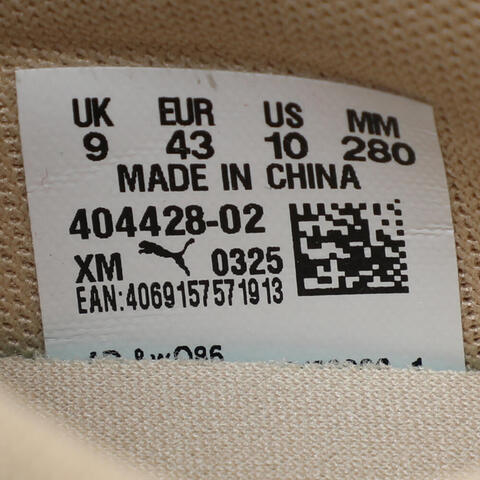 UK EUR US MM
9 43 10 280
MADE IN CHINA
404428-02
XM 0325
EAN:4069157571913